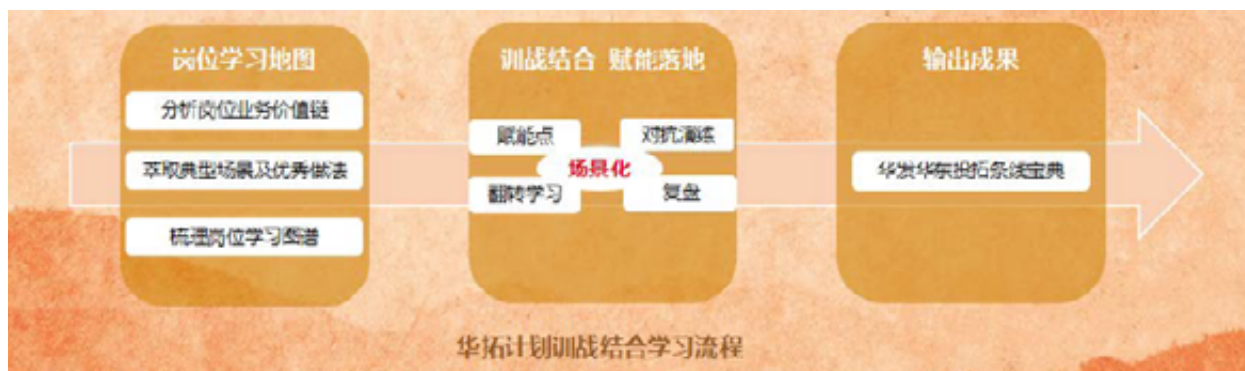 岗位学习地图
分析岗位业务价值链
萃取典型场景及优秀做法
梳理岗位学习图谱
训战结合 赋能落地
赋能点
对抗演练
场景化
翻转学习
复盘
输出成果
华发华东投拓条线宝典
华拓计划训战结合学习流程